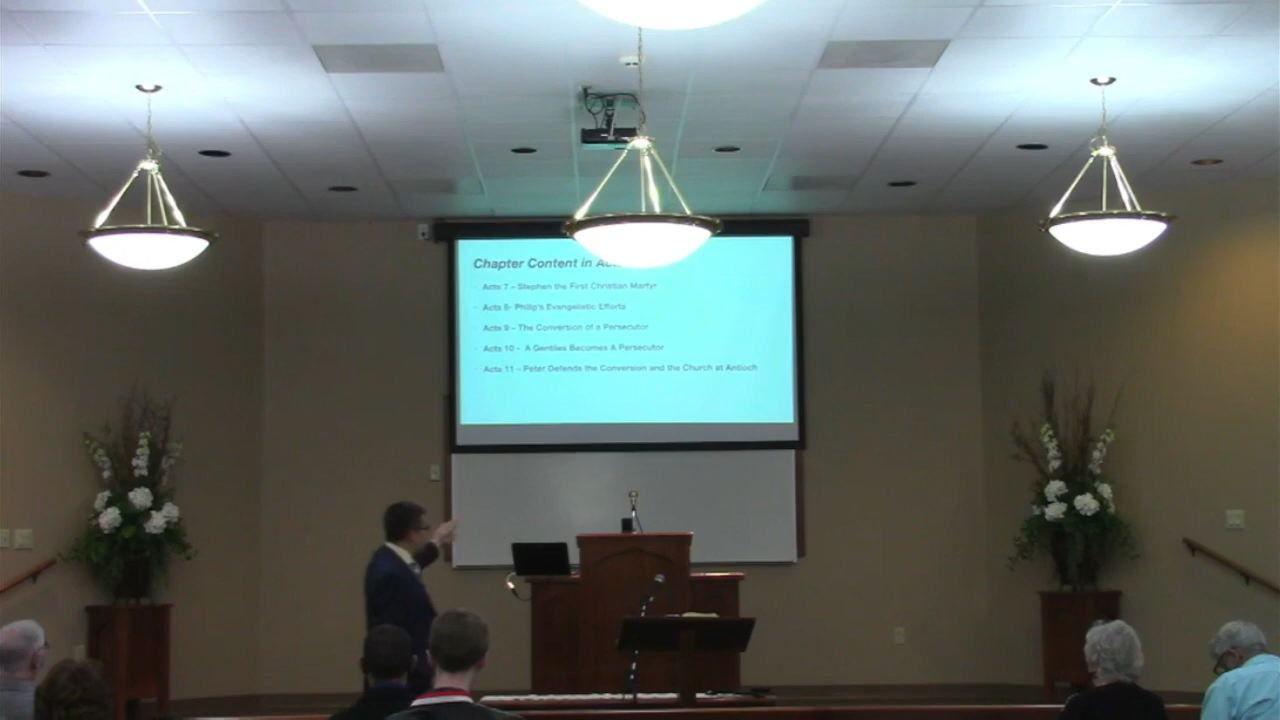 Chapter Content in
Acts 7 – Stephen the First Christian Martyr
Acts 8- Philip's Evangelistic Efforts
Acts 9 – The Conversion of a Persecutor
Acts 10 - A Gentiles Becomes A Persecutor
Acts 11 – Peter Defends the Conversion and the Church at Antioch